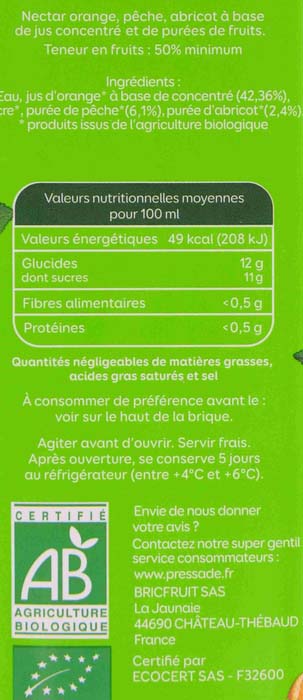 Nectar orange, pêche, abricot à base
de jus concentré et de purées de fruits.
Teneur en fruits : 50% minimum
Ingrédients :
Eau, jus d'orange* à base de concentré (42,36%),
cre*, purée de pêche*(6,1%), purée d'abricot*(2,4%)
* produits issus de l'agriculture biologique
Valeurs nutritionnelles moyennes
pour 100 ml
Valeurs énergétiques 49 kcal (208 kJ)
Glucides 12 g
dont sucres 11 g
Fibres alimentaires <0,5 g
Protéines <0,5 g
Quantités négligeables de matières grasses,
acides gras saturés et sel
À consommer de préférence avant le :
voir sur le haut de la brique.
Agiter avant d'ouvrir. Servir frais.
Après ouverture, se conserve 5 jours
au réfrigérateur (entre +4°C et +6°C).
CERTIFIÉ
AB
AGRICULTURE
BIOLOGIQUE
Envie de nous donner
votre avis ?
Contactez notre super gentil
service consommateurs :
www.pressade.fr
BRICFRUIT SAS
La Jaunaie
44690 CHÂTEAU-THÉBAUD
France
Certifié par
ECOCERT SAS - F32600